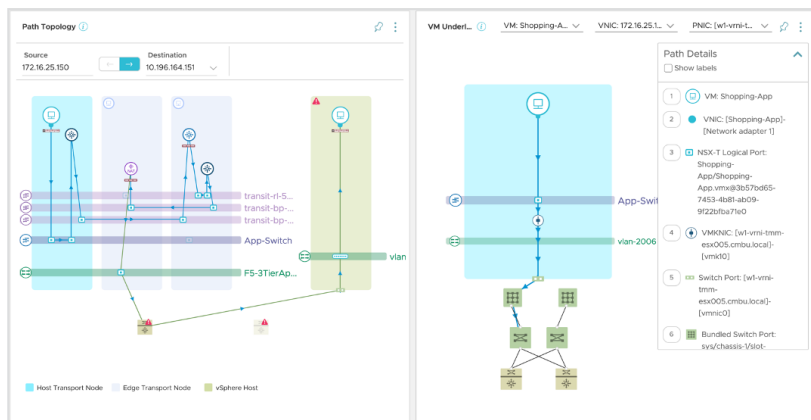 Path Topology
Source
172.16.25.150
Destination
10.196.164.151
transit-rl-5...
transit-bp-...
transit-bp-...
App-Switch
vlan
F5-3TierAp...
Host Transport Node
Edge Transport Node
vSphere Host
VM Underl...
VM: Shopping-A...
VNIC: 172.16.25.1...
PNIC: [w1-vrni-t...
App-Swit
vlan-2006
Path Details
Show labels
1 VM: Shopping-App
2 VNIC: [Shopping-App]-
[Network adapter 1]
3 NSX-T Logical Port:
Shopping-
App/Shopping-
App.vmx@3b57bd65-
7453-4b81-ab09-
9f22bfba71e0
4 VMKNIC: [w1-vrni-tmm-
esx005.cmbu.local]-
[vmk10]
5 Switch Port: [w1-vrni-
tmm-
esx005.cmbu.local]-
[vmnic0]
6 Bundled Switch Port:
sys/chassis-1/slot-